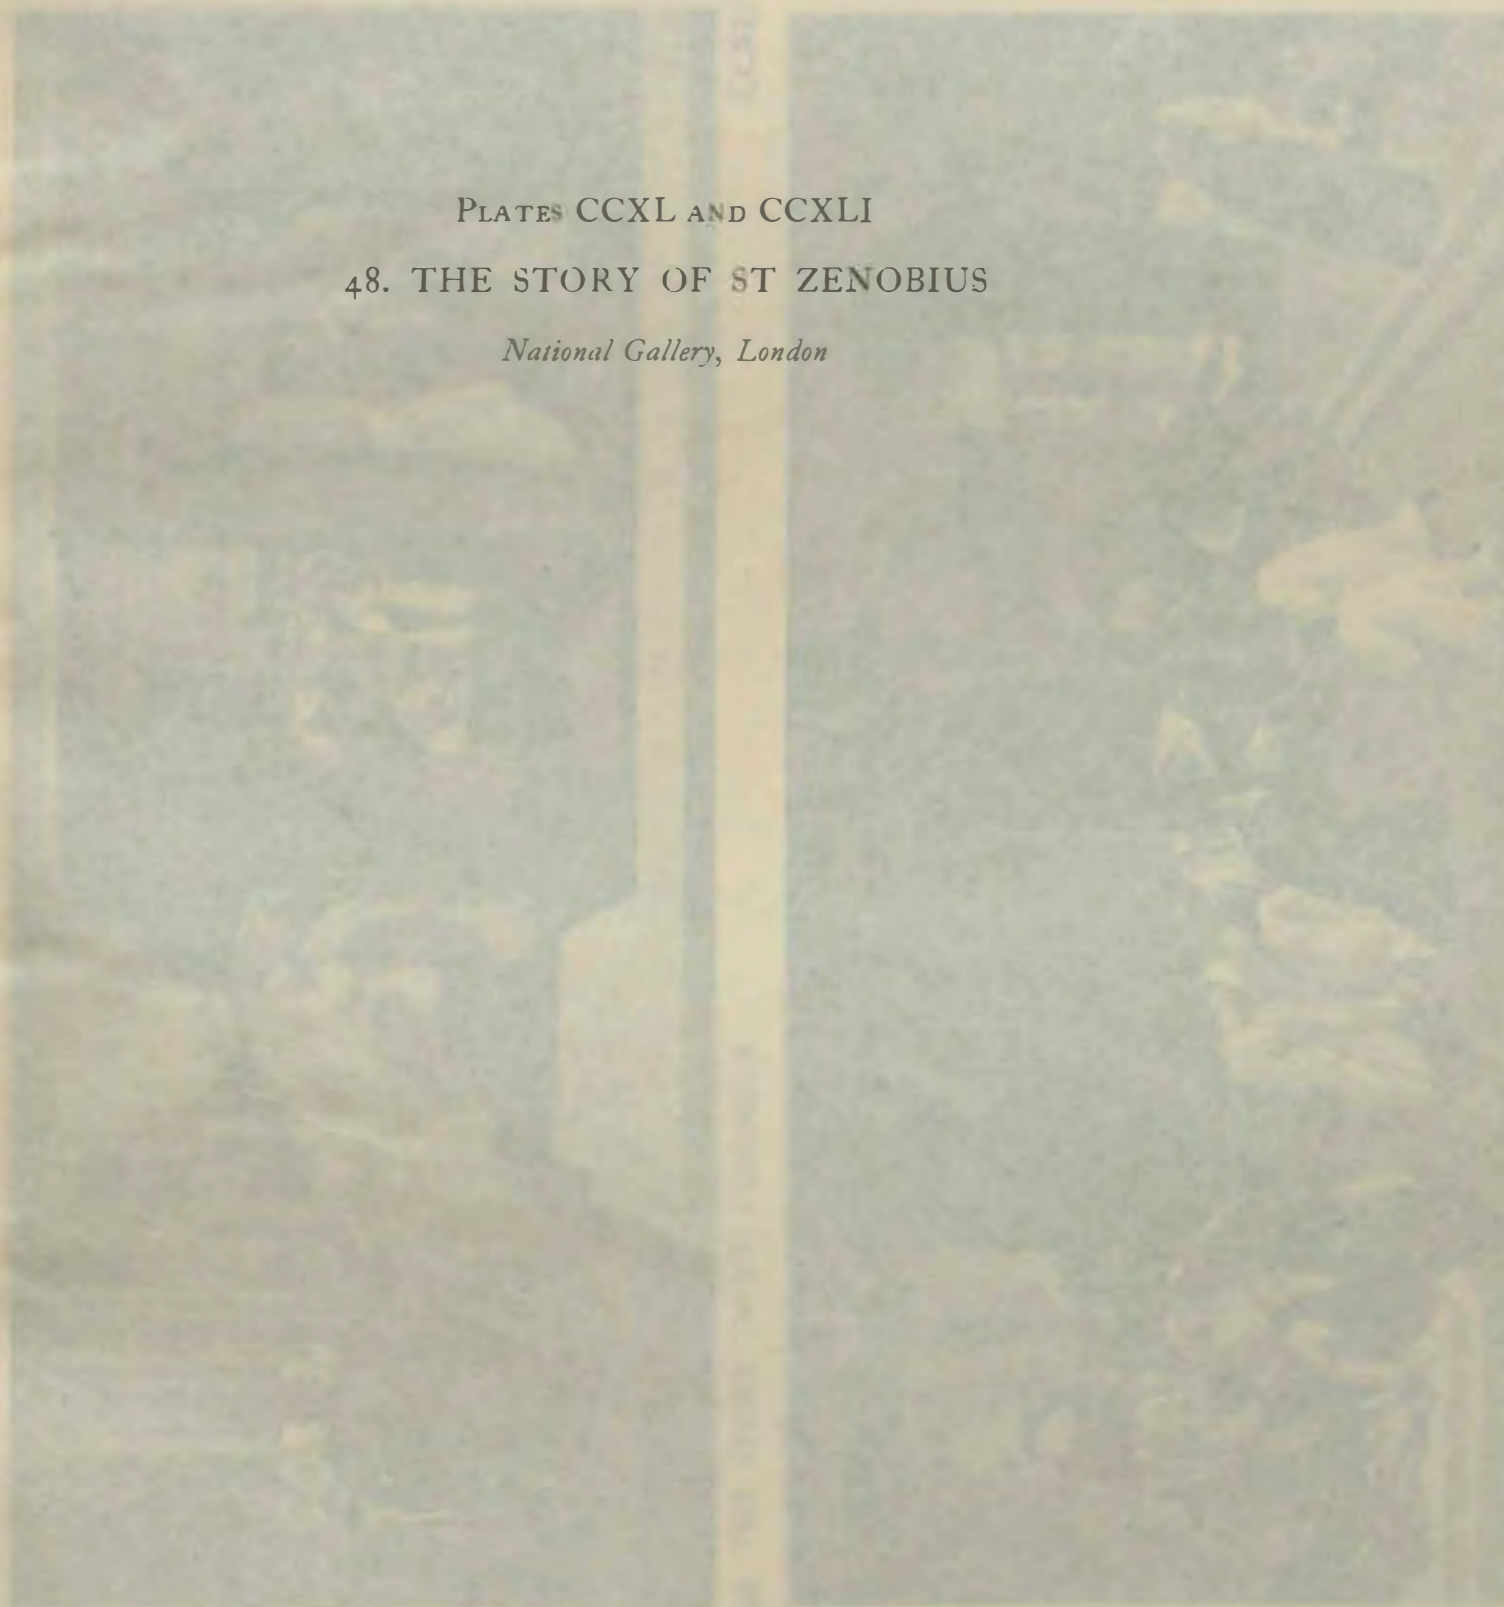 PLATES CCXL AND CCXLI
48. THE STORY OF ST ZENOBIUS
National Gallery, London